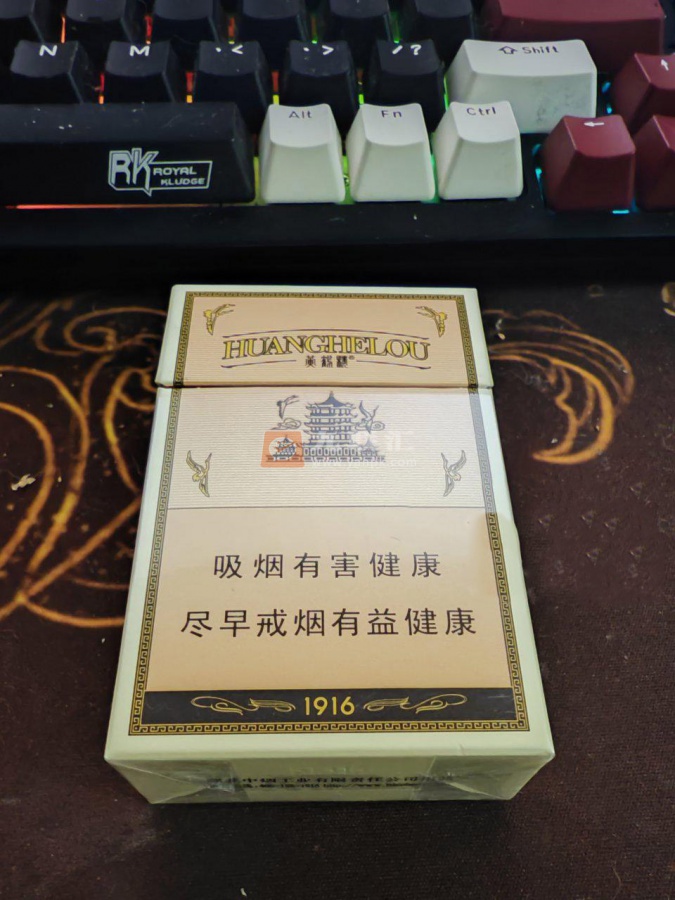 N M , < . > / ? ⇧ Shift ↑
Alt Fn Ctrl ←
RK ROYAL
KLUDGE
HUANGHELOU
黄鹤楼®
吸烟有害健康
尽早戒烟有益健康
1916